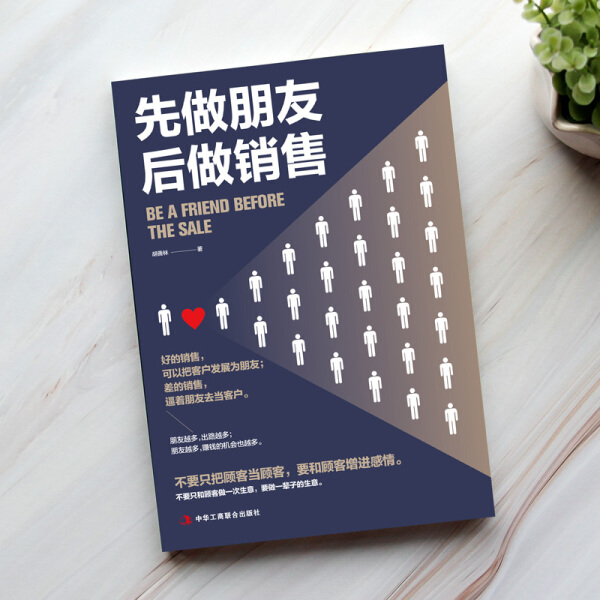 先做朋友
后做销售
BE A FRIEND BEFORE
THE SALE
胡善林 著
好的销售，
可以把客户发展为朋友；
差的销售，
逼着朋友去当客户。
朋友越多，出路越多；
朋友越多，赚钱的机会也越多。
不要只把顾客当顾客，要和顾客增进感情。
不要只和顾客做一次生意，要做一辈子的生意。
中华工商联合出版社